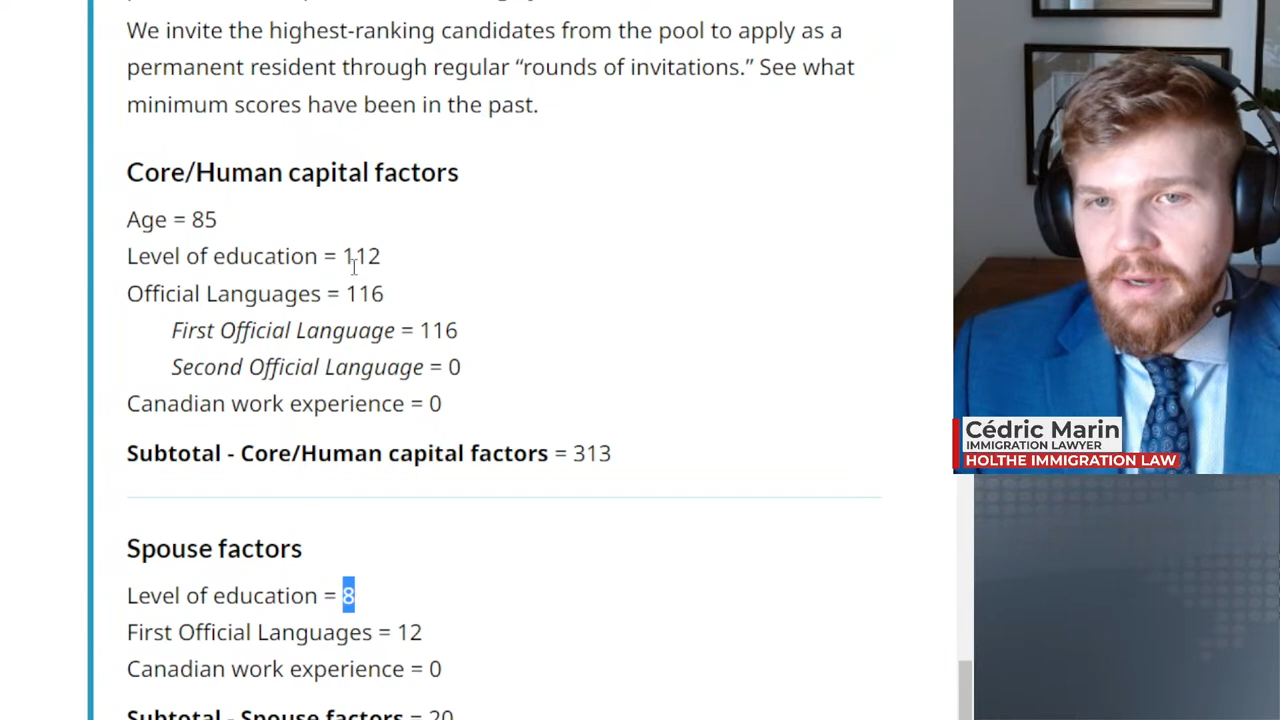 We invite the highest-ranking candidates from the pool to apply as a
permanent resident through regular “rounds of invitations.” See what
minimum scores have been in the past.
Core/Human capital factors
Age = 85
Level of education = 112
Official Languages = 116
First Official Language = 116
Second Official Language = 0
Canadian work experience = 0
Subtotal - Core/Human capital factors = 313
Spouse factors
Level of education = 8
First Official Languages = 12
Canadian work experience = 0
Subtotal - Spouse factors = 20
Cédric Marin
IMMIGRATION LAWYER
HOLTHE IMMIGRATION LAW